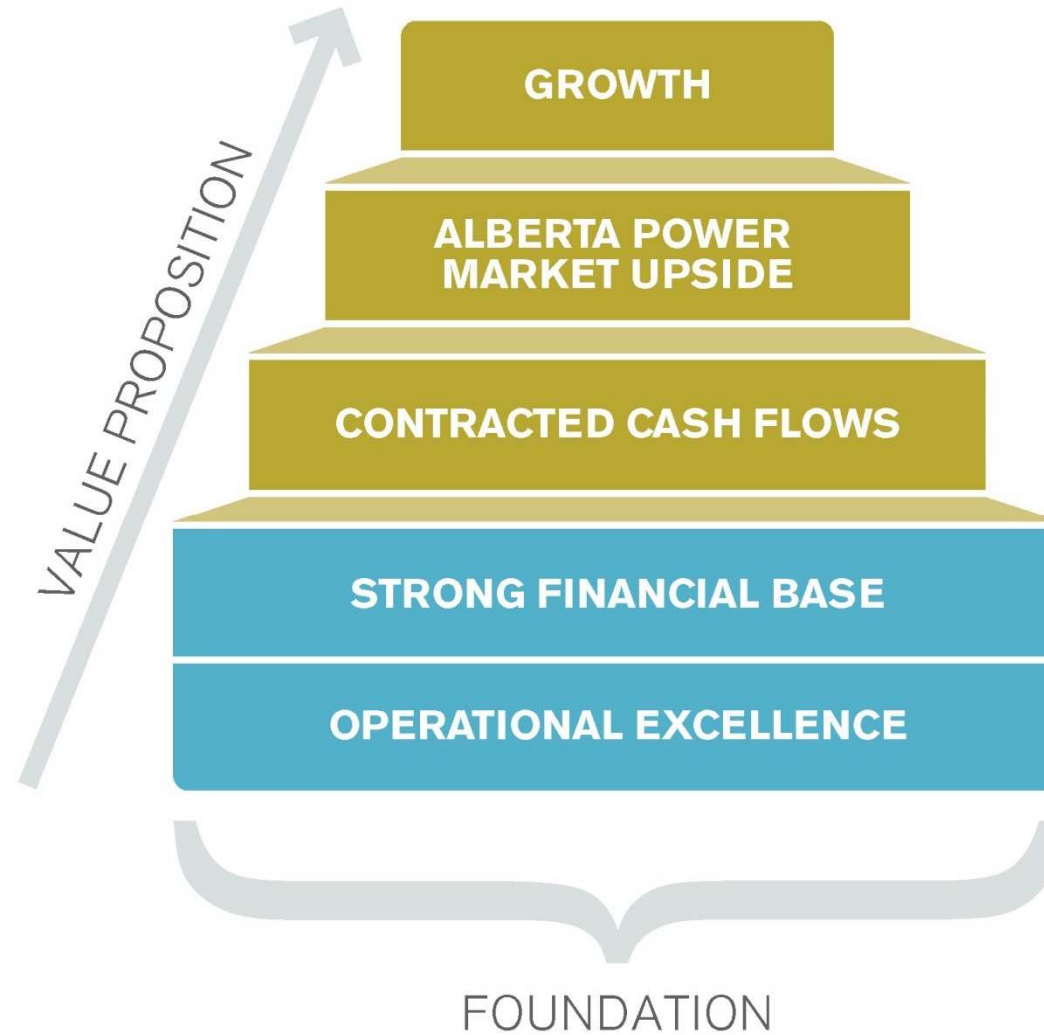 GROWTH
ALBERTA POWER
MARKET UPSIDE
CONTRACTED CASH FLOWS
STRONG FINANCIAL BASE
OPERATIONAL EXCELLENCE
VALUE PROPOSITION
FOUNDATION